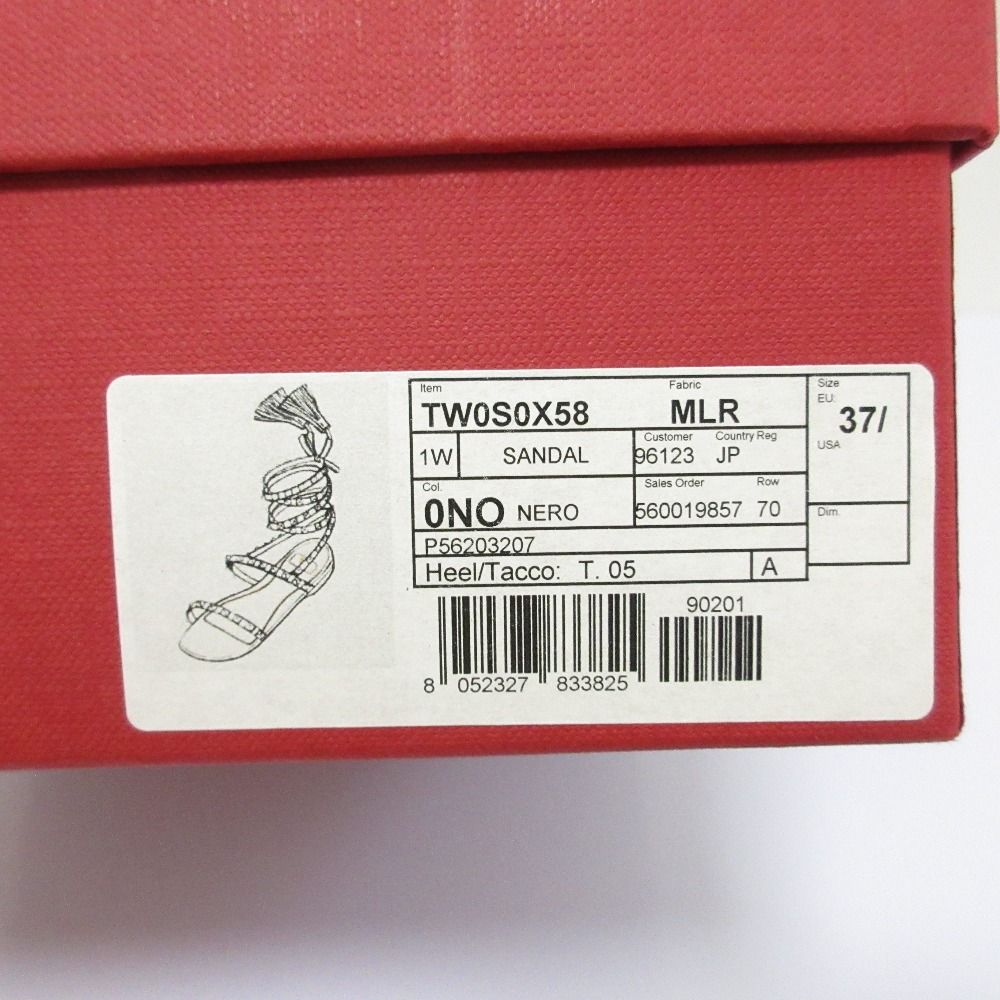 Item Fabric
TW0S0X58 MLR
1W SANDAL
Customer Country Reg
96123 JP
Col.
0NO NERO
Sales Order Row
560019857 70
P56203207
Heel/Tacco: T. 05 A
Size
EU:
37/
USA
Dim.
8 052327 833825
90201